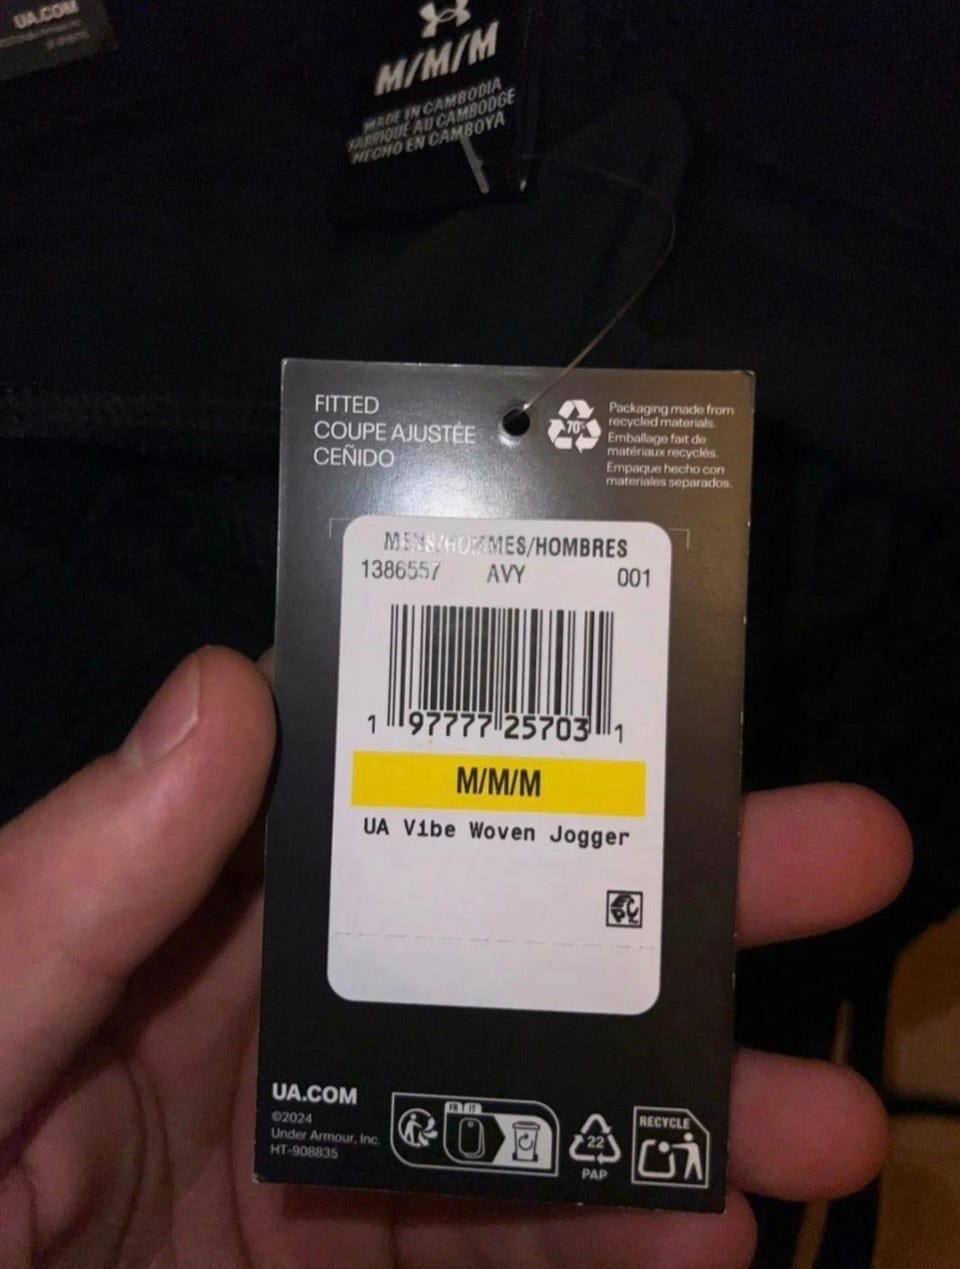 UA.COM
M/M/M
MADE IN CAMBODIA
FABRIQUÉ AU CAMBODGE
HECHO EN CAMBOYA
FITTED
COUPE AJUSTÉE
CEÑIDO
70%
Packaging made from
recycled materials.
Emballage fait de
matériaux recyclés.
Empaque hecho con
materiales separados.
MENS/HOMMES/HOMBRES
1386557 AVY 001
1 97777 25703 1
M/M/M
UA Vibe Woven Jogger
EPC
UA.COM
©2024
Under Armour, Inc.
HT-908835
FR IT
22
PAP
RECYCLE